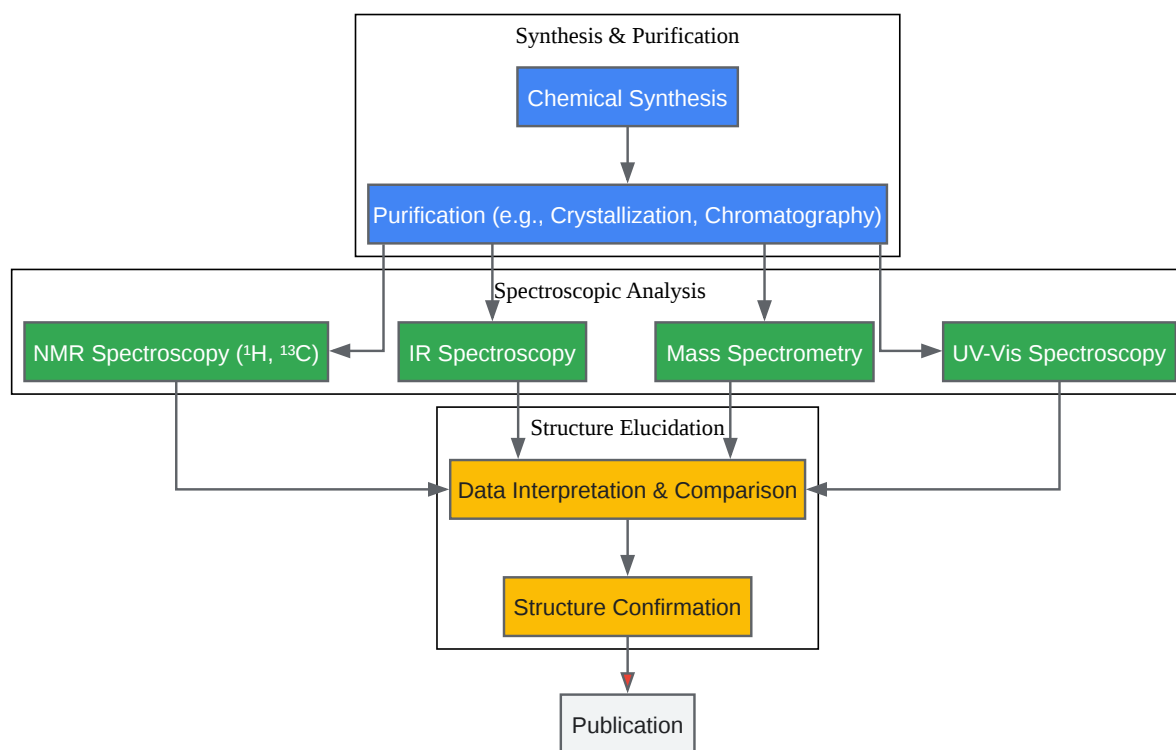 Synthesis & Purification
Chemical Synthesis
Purification (e.g., Crystallization, Chromatography)
Spectroscopic Analysis
NMR Spectroscopy (¹H, ¹³C)
IR Spectroscopy
Mass Spectrometry
UV-Vis Spectroscopy
Structure Elucidation
Data Interpretation & Comparison
Structure Confirmation
Publication